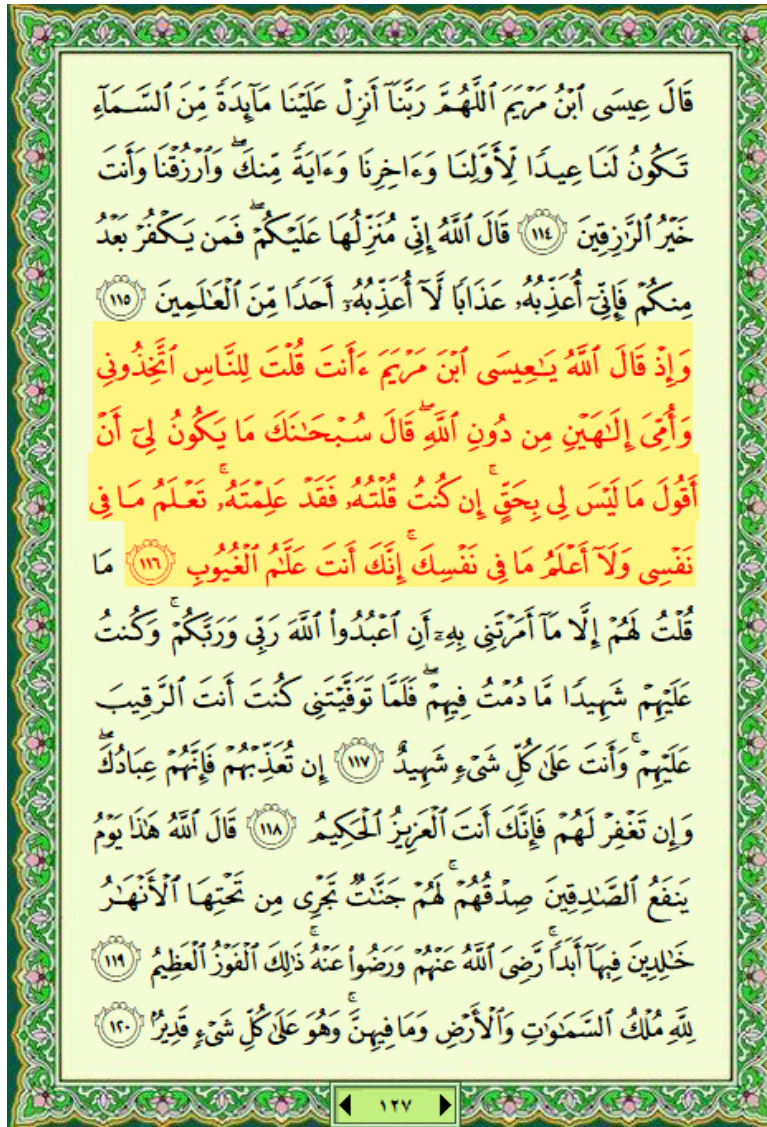 قَالَ عِيسَى ٱبْنُ مَرْيَمَ ٱللَّهُمَّ رَبَّنَآ أَنزِلْ عَلَيْنَا مَآئِدَةً مِّنَ ٱلسَّمَآءِ
تَكُونُ لَنَا عِيدًا لِّأَوَّلِنَا وَءَاخِرِنَا وَءَايَةً مِّنكَ ۖ وَٱرْزُقْنَا وَأَنتَ
خَيْرُ ٱلرَّٰزِقِينَ ١١٤ قَالَ ٱللَّهُ إِنِّى مُنَزِّلُهَا عَلَيْكُمْ ۖ فَمَن يَكْفُرْ بَعْدُ
مِنكُمْ فَإِنِّىٓ أُعَذِّبُهُۥ عَذَابًا لَّآ أُعَذِّبُهُۥٓ أَحَدًا مِّنَ ٱلْعَٰلَمِينَ ١١٥
وَإِذْ قَالَ ٱللَّهُ يَٰعِيسَى ٱبْنَ مَرْيَمَ ءَأَنتَ قُلْتَ لِلنَّاسِ ٱتَّخِذُونِى
وَأُمِّىَ إِلَٰهَيْنِ مِن دُونِ ٱللَّهِ ۖ قَالَ سُبْحَٰنَكَ مَا يَكُونُ لِىٓ أَنْ
أَقُولَ مَا لَيْسَ لِى بِحَقٍّ ۚ إِن كُنتُ قُلْتُهُۥ فَقَدْ عَلِمْتَهُۥ ۚ تَعْلَمُ مَا فِى
نَفْسِى وَلَآ أَعْلَمُ مَا فِى نَفْسِكَ ۚ إِنَّكَ أَنتَ عَلَّٰمُ ٱلْغُيُوبِ ١١٦ مَا
قُلْتُ لَهُمْ إِلَّا مَآ أَمَرْتَنِى بِهِۦٓ أَنِ ٱعْبُدُوا۟ ٱللَّهَ رَبِّى وَرَبَّكُمْ ۚ وَكُنتُ
عَلَيْهِمْ شَهِيدًا مَّا دُمْتُ فِيهِمْ ۖ فَلَمَّا تَوَفَّيْتَنِى كُنتَ أَنتَ ٱلرَّقِيبَ
عَلَيْهِمْ ۚ وَأَنتَ عَلَىٰ كُلِّ شَىْءٍ شَهِيدٌ ١١٧ إِن تُعَذِّبْهُمْ فَإِنَّهُمْ عِبَادُكَ ۖ
وَإِن تَغْفِرْ لَهُمْ فَإِنَّكَ أَنتَ ٱلْعَزِيزُ ٱلْحَكِيمُ ١١٨ قَالَ ٱللَّهُ هَٰذَا يَوْمُ
يَنفَعُ ٱلصَّٰدِقِينَ صِدْقُهُمْ ۚ لَهُمْ جَنَّٰتٌ تَجْرِى مِن تَحْتِهَا ٱلْأَنْهَٰرُ
خَٰلِدِينَ فِيهَآ أَبَدًا ۚ رَّضِىَ ٱللَّهُ عَنْهُمْ وَرَضُوا۟ عَنْهُ ۚ ذَٰلِكَ ٱلْفَوْزُ ٱلْعَظِيمُ ١١٩
لِلَّهِ مُلْكُ ٱلسَّمَٰوَٰتِ وَٱلْأَرْضِ وَمَا فِيهِنَّ ۚ وَهُوَ عَلَىٰ كُلِّ شَىْءٍ قَدِيرٌۢ ١٢٠
١٢٧